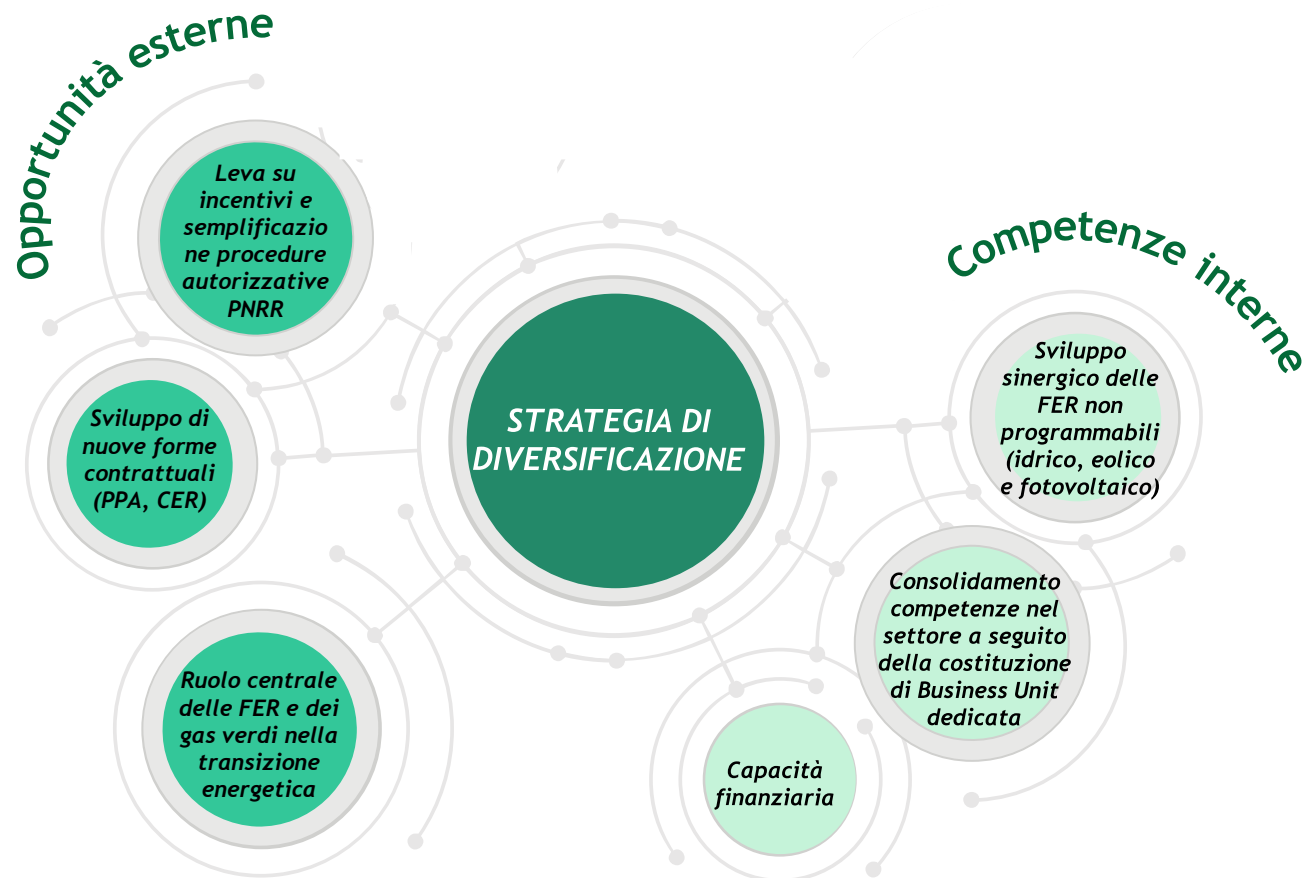 Opportunità esterne
Leva su
incentivi e
semplificazio
ne procedure
autorizzative
PNRR
Sviluppo di
nuove forme
contrattuali
(PPA, CER)
Ruolo centrale
delle FER e dei
gas verdi nella
transizione
energetica
STRATEGIA DI
DIVERSIFICAZIONE
Competenze interne
Sviluppo
sinergico delle
FER non
programmabili
(idrico, eolico
e fotovoltaico)
Consolidamento
competenze nel
settore a seguito
della costituzione
di Business Unit
dedicata
Capacità
finanziaria